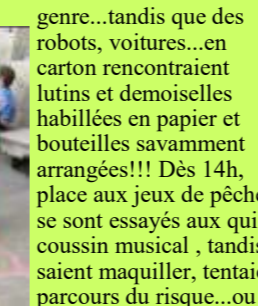 genre...tandis que des
robots, voitures...en
carton rencontraient
lutins et demoiselles
habillées en papier et
bouteilles savamment
arrangées!!! Dès 14h,
place aux jeux de pêche
se sont essayés aux qui
coussin musical , tandis
saient maquiller, tentaie
parcours du risque...ou